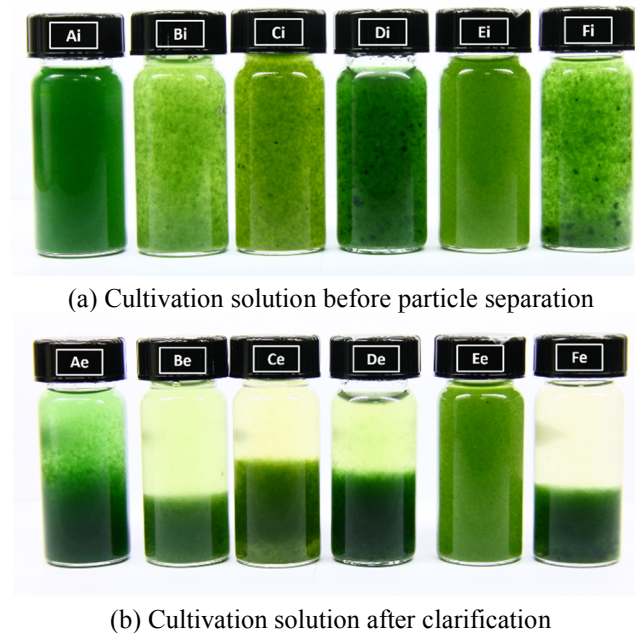 Ai Bi Ci Di Ei Fi
(a) Cultivation solution before particle separation
Ae Be Ce De Ee Fe
(b) Cultivation solution after clarification